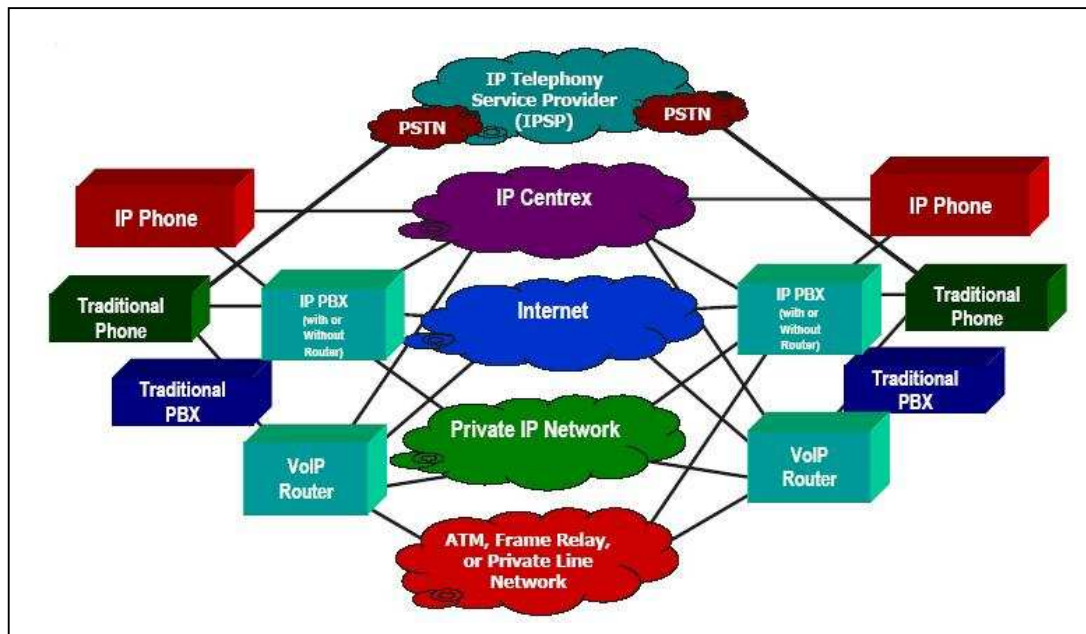 IP Telephony
Service Provider
(IPSP)
PSTN
PSTN
IP Phone
IP Centrex
IP Phone
Traditional
Phone
IP PBX
(with or
Without
Router)
Internet
IP PBX
(with or
Without
Router)
Traditional
Phone
Traditional
PBX
Traditional
PBX
Private IP Network
VoIP
Router
VoIP
Router
ATM, Frame Relay,
or Private Line
Network